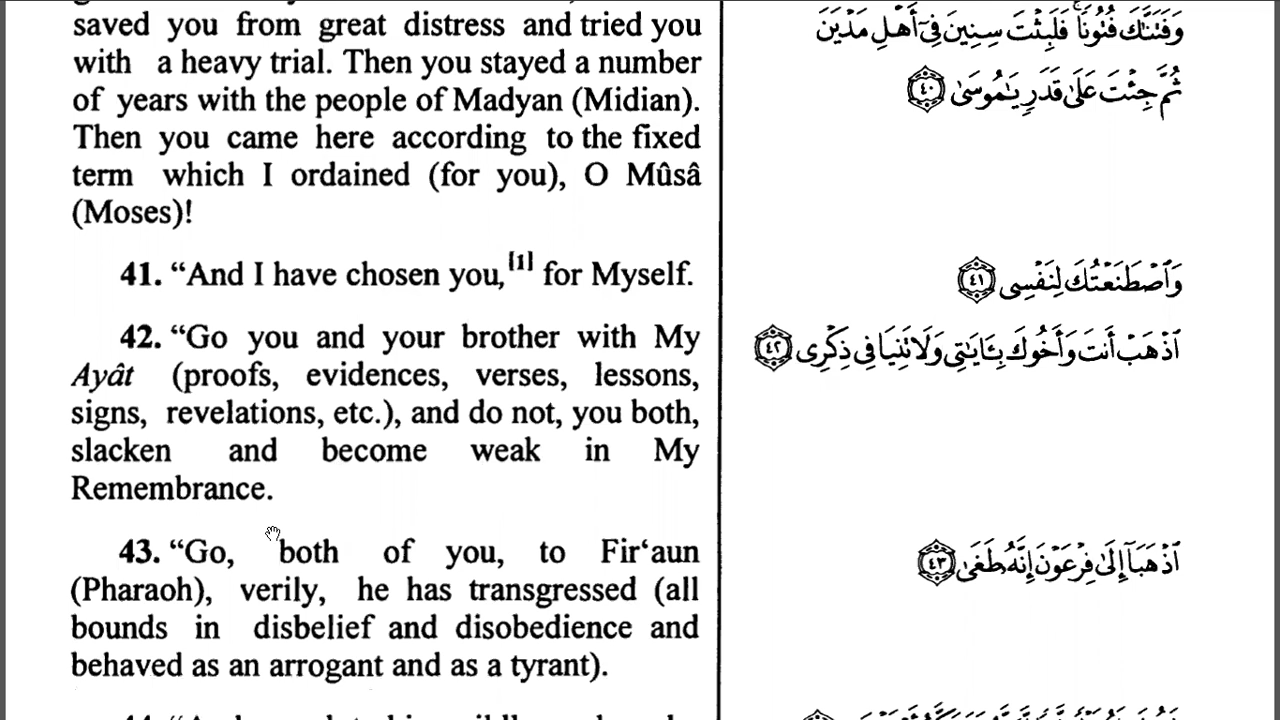 saved you from great distress and tried you
with a heavy trial. Then you stayed a number
of years with the people of Madyan (Midian).
Then you came here according to the fixed
term which I ordained (for you), O Mûsâ
(Moses)!
41. “And I have chosen you,[1] for Myself.
42. “Go you and your brother with My
Ayât (proofs, evidences, verses, lessons,
signs, revelations, etc.), and do not, you both,
slacken and become weak in My
Remembrance.
43. “Go, both of you, to Fir‘aun
(Pharaoh), verily, he has transgressed (all
bounds in disbelief and disobedience and
behaved as an arrogant and as a tyrant).
وَفَتَنَّٰكَ فُتُونًا ۚ فَلَبِثْتَ سِنِينَ فِىٓ أَهْلِ مَدْيَنَ
ثُمَّ جِئْتَ عَلَىٰ قَدَرٍ يَٰمُوسَىٰ ﴿٤٠﴾
وَٱصْطَنَعْتُكَ لِنَفْسِى ﴿٤١﴾
ٱذْهَبْ أَنتَ وَأَخُوكَ بِـَٔايَٰتِى وَلَا تَنِيَا فِى ذِكْرِى ﴿٤٢﴾
ٱذْهَبَآ إِلَىٰ فِرْعَوْنَ إِنَّهُۥ طَغَىٰ ﴿٤٣﴾